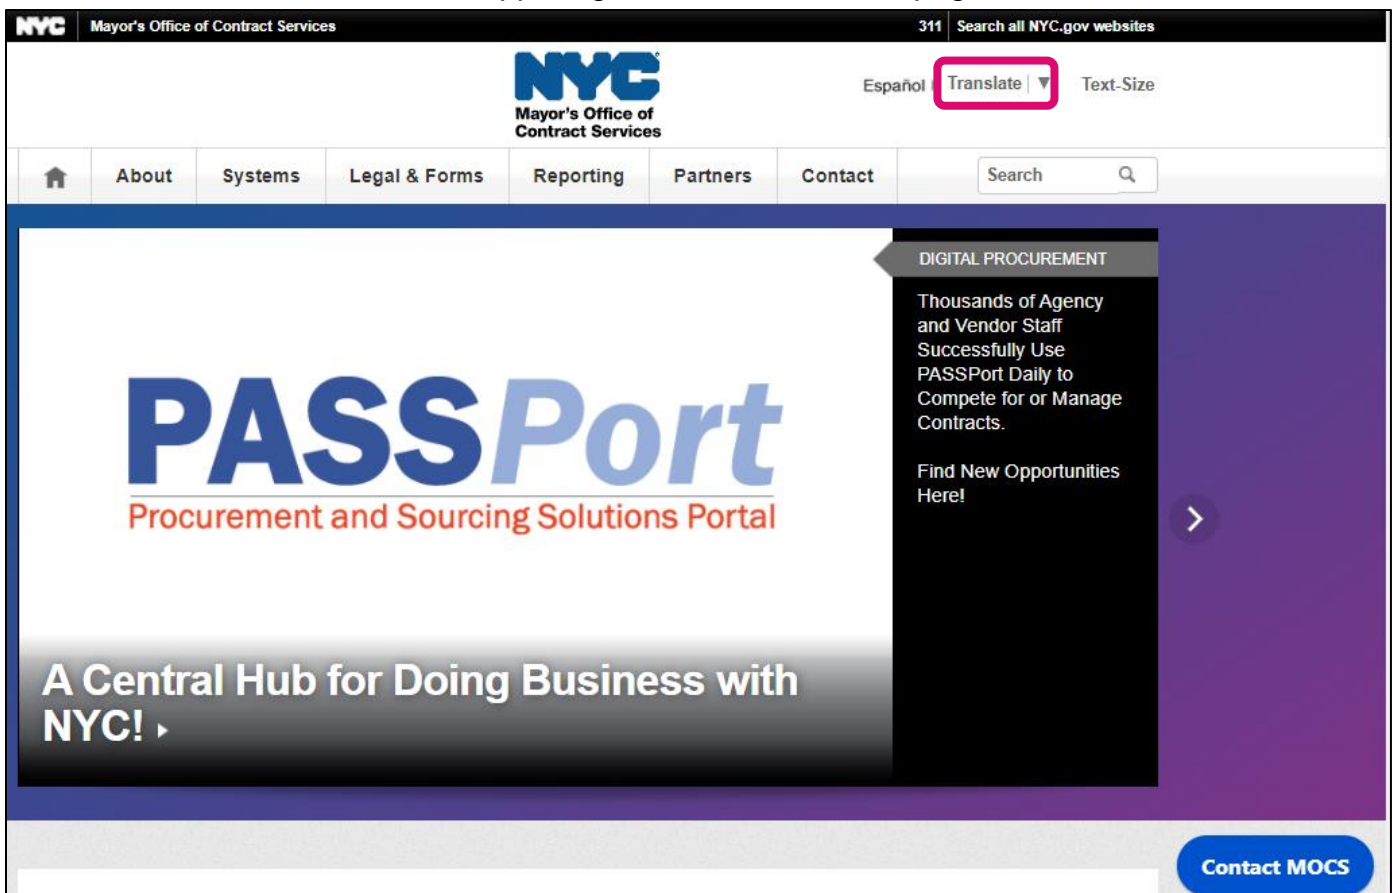 NYC Mayor's Office of Contract Services 311 Search all NYC.gov websites
NYC
Mayor's Office of
Contract Services
Español Translate ▼ Text-Size
About Systems Legal & Forms Reporting Partners Contact Search
DIGITAL PROCUREMENT
Thousands of Agency
and Vendor Staff
Successfully Use
PASSPort Daily to
Compete for or Manage
Contracts.
Find New Opportunities
Here!
PASSPort
Procurement and Sourcing Solutions Portal
A Central Hub for Doing Business with
NYC!
Contact MOCS